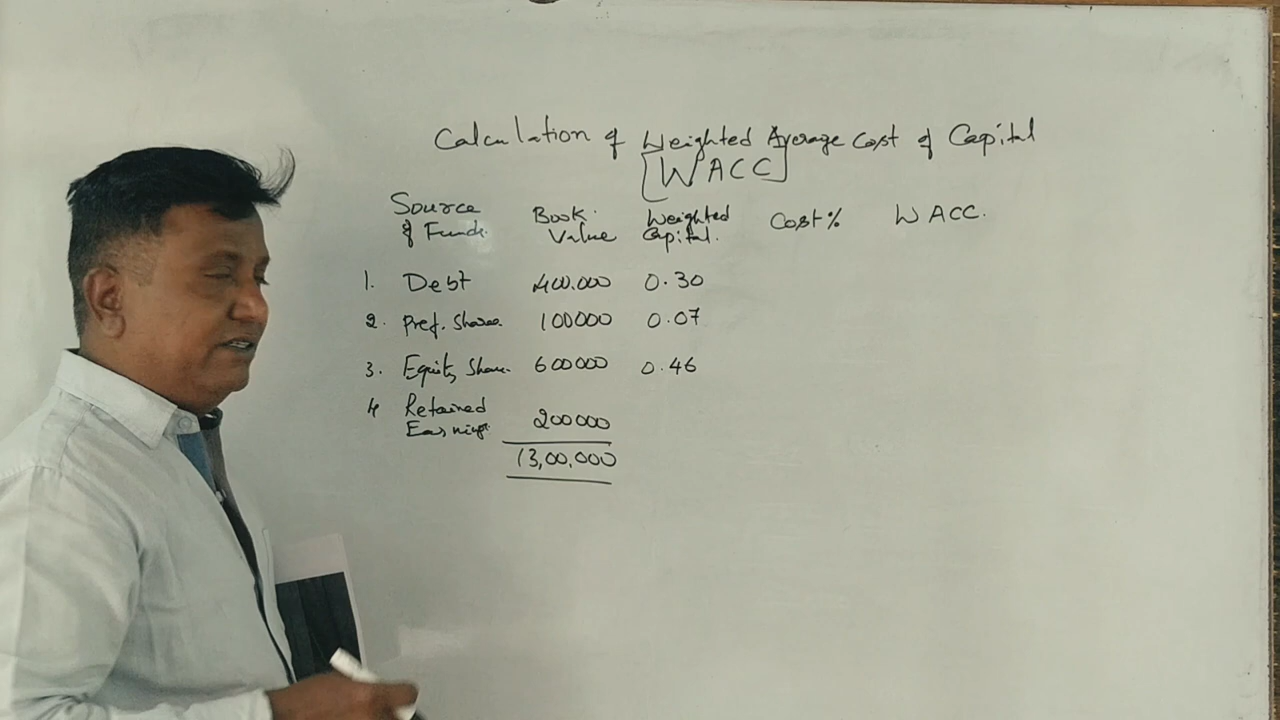 Calculation of Weighted Average Cost of Capital
[WACC]
Source of Funds Book Value Weighted Capital. Cost% WACC.
1. Debt 400.000 0.30
2. Pref. Shares 100000 0.07
3. Equity Share. 600000 0.46
4 Retained Earnings 200000
13,00,000